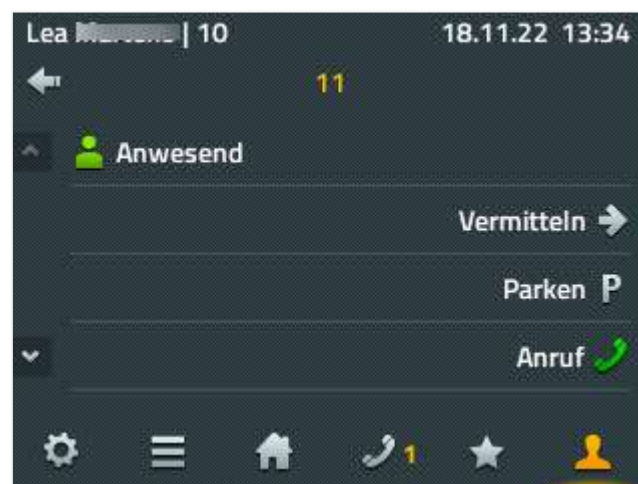 Lea | 10 18.11.22 13:34
11
Anwesend
Vermitteln
Parken P
Anruf
1